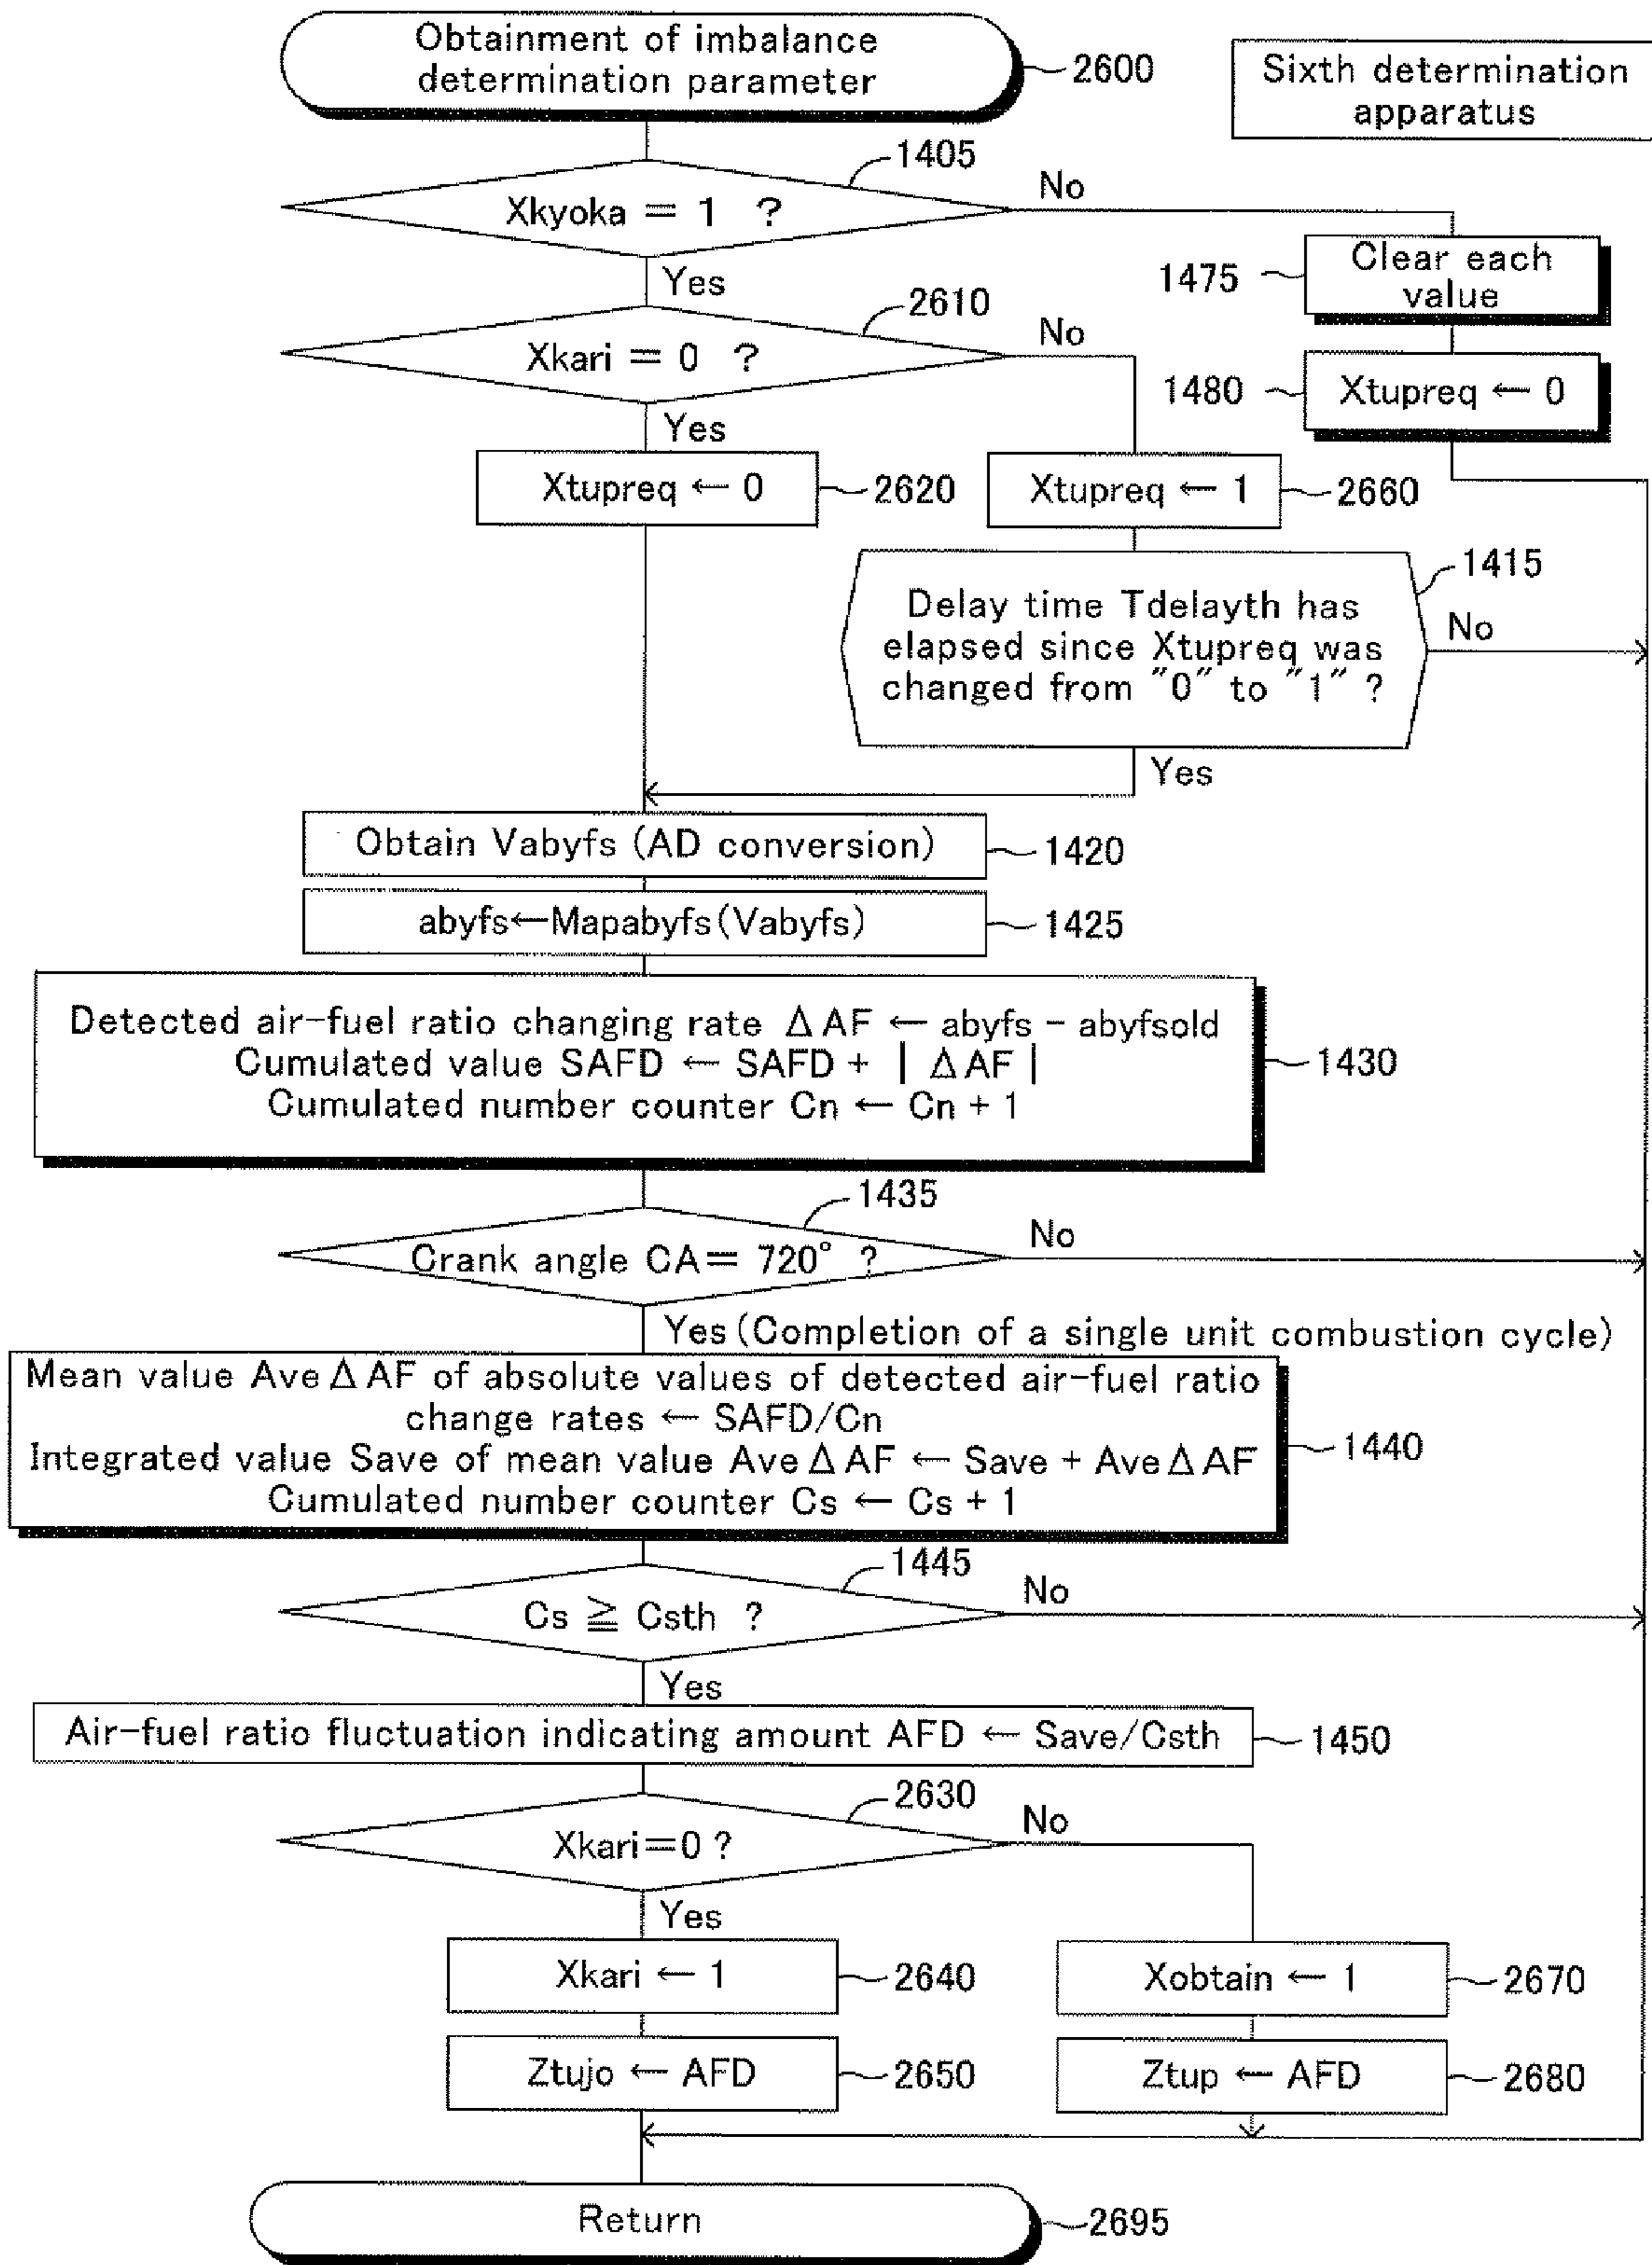 Obtainment of imbalance
determination parameter
2600
Sixth determination
apparatus
1405
Xkyoka = 1 ?
No
Yes
1475
Clear each
value
2610
Xkari = 0 ?
No
Yes
1480
Xtupreq ← 0
Xtupreq ← 0
2620
Xtupreq ← 1
2660
1415
Delay time Tdelayth has
elapsed since Xtupreq was
changed from "0" to "1" ?
No
Yes
Obtain Vabyfs (AD conversion)
1420
abyfs←Mapabyfs(Vabyfs)
1425
Detected air-fuel ratio changing rate ΔAF ← abyfs - abyfsold
Cumulated value SAFD ← SAFD + | ΔAF |
Cumulated number counter Cn ← Cn + 1
1430
1435
Crank angle CA= 720° ?
No
Yes (Completion of a single unit combustion cycle)
Mean value AveΔAF of absolute values of detected air-fuel ratio
change rates ← SAFD/Cn
Integrated value Save of mean value AveΔAF ← Save + AveΔAF
Cumulated number counter Cs ← Cs + 1
1440
1445
Cs ≧ Csth ?
No
Yes
Air-fuel ratio fluctuation indicating amount AFD ← Save/Csth
1450
2630
Xkari=0 ?
No
Yes
Xkari ← 1
2640
Xobtain ← 1
2670
Ztujo ← AFD
2650
Ztup ← AFD
2680
Return
2695